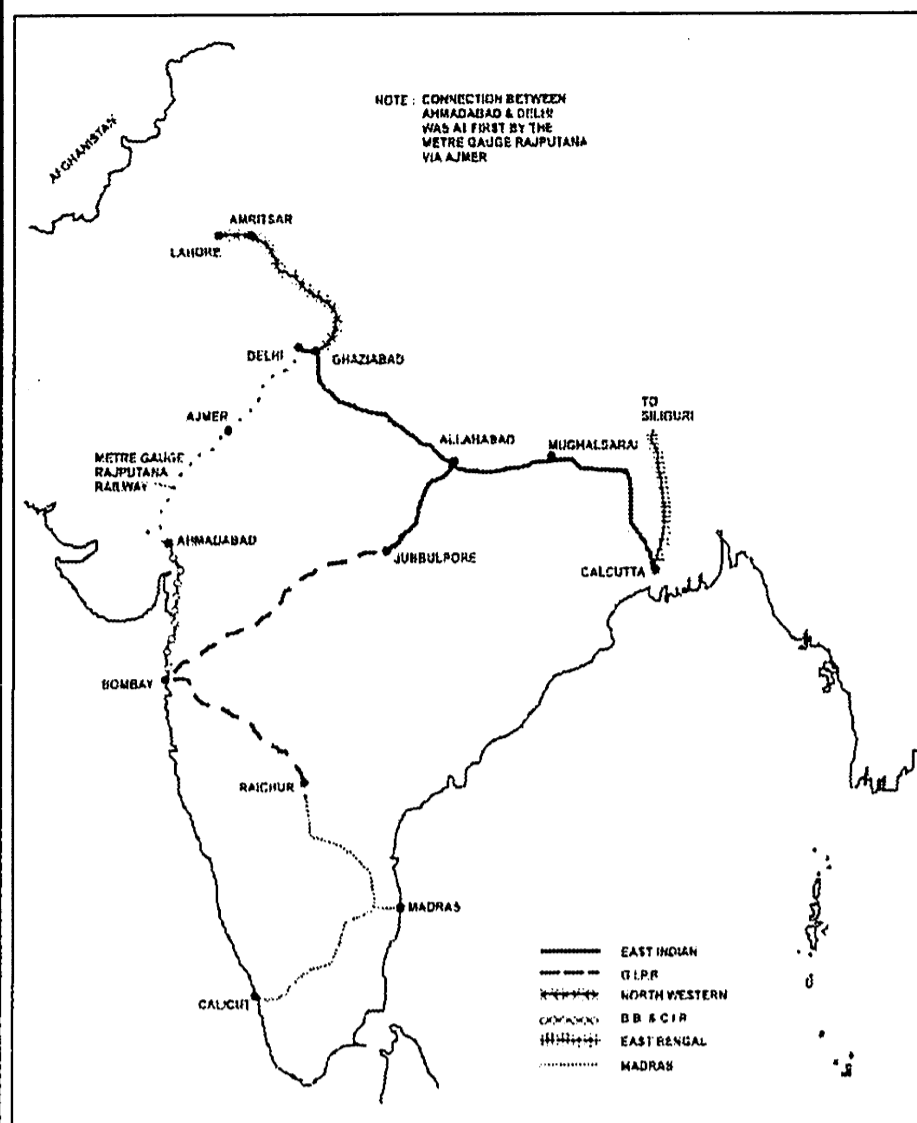 NOTE : CONNECTION BETWEEN
AHMADABAD & DELHI
WAS AT FIRST BY THE
METRE GAUGE RAJPUTANA
VIA AJMER
AFGHANISTAN
AMRITSAR
LAHORE
DELHI
GHAZIABAD
TO
SILIGURI
AJMER
ALLAHABAD
MUGHALSARAI
METRE GAUGE
RAJPUTANA
RAILWAY
AHMADABAD
JUBBULPORE
CALCUTTA
BOMBAY
RAICHUR
MADRAS
CALICUT
EAST INDIAN
G I.P.R
NORTH WESTERN
B.B. & C I R
EAST BENGAL
MADRAS